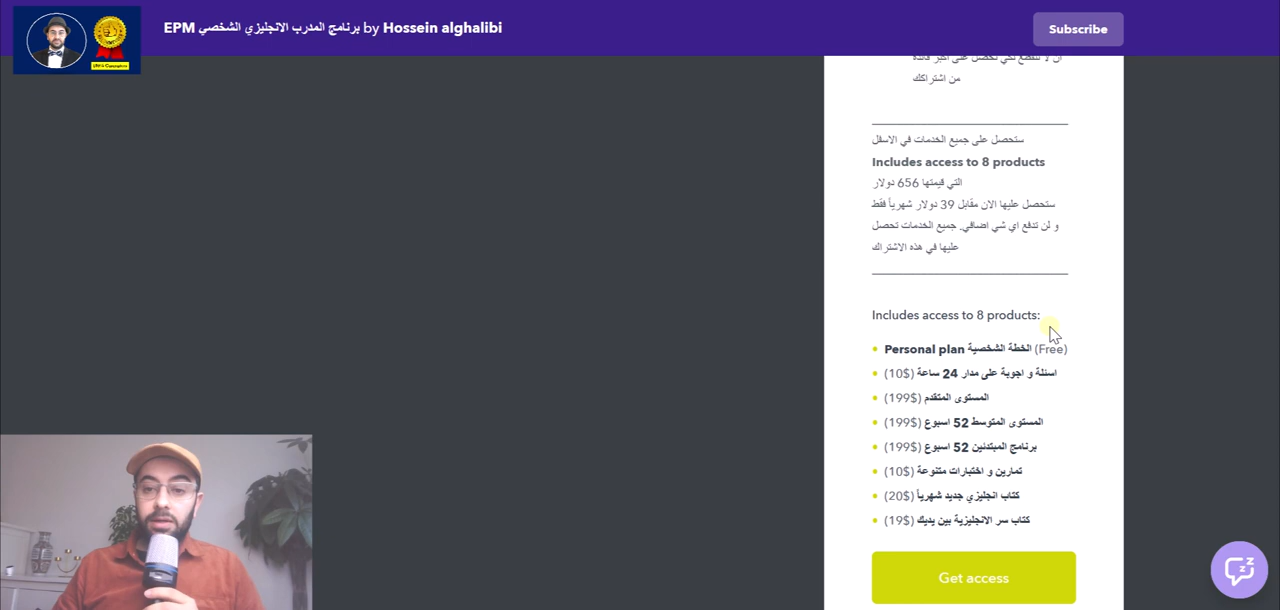 EPM برنامج المدرب الانجليزي الشخصي by Hossein alghalibi
Subscribe
من اشتراكك
ستحصل على جميع الخدمات في الاسفل
Includes access to 8 products
التي قيمتها 656 دولار
ستحصل عليها الان مقابل 39 دولار شهرياً فقط
و لن تدفع اي شي اضافي. جميع الخدمات تحصل
عليها في هذه الاشتراك
Includes access to 8 products:
Personal plan الخطة الشخصية (Free)
اسئلة و اجوبة على مدار 24 ساعة (10$)
المستوى المتقدم (199$)
المستوى المتوسط 52 اسبوع (199$)
برنامج المبتدئين 52 اسبوع (199$)
تمارين و اختبارات متنوعة (10$)
كتاب انجليزي جديد شهرياً (20$)
كتاب سر الانجليزية بين يديك (19$)
Get access